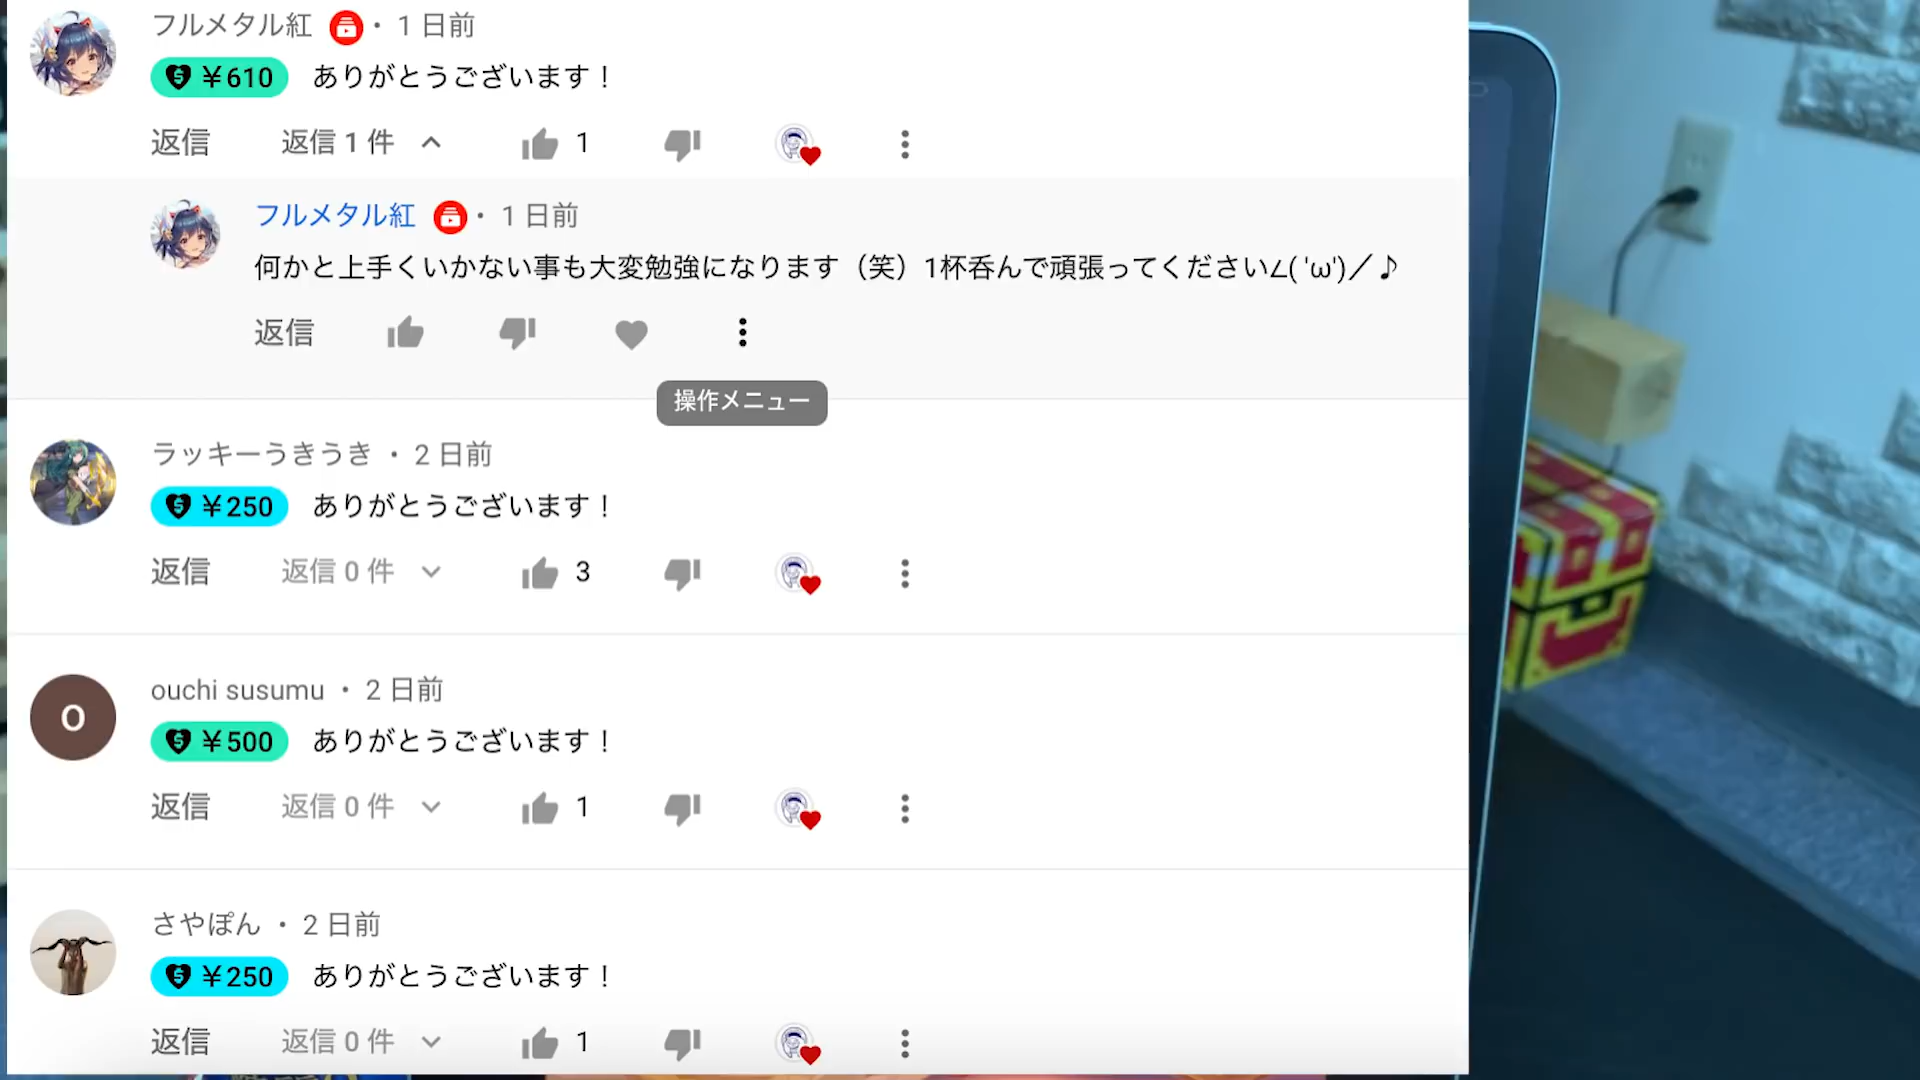 フルメタル紅 ・ 1 日前
¥610 ありがとうございます！
返信 返信 1 件 1
フルメタル紅 ・ 1 日前
何かと上手くいかない事も大変勉強になります（笑）1杯呑んで頑張ってください∠( 'ω')／♪
返信
操作メニュー
ラッキーうきうき ・ 2 日前
¥250 ありがとうございます！
返信 返信 0 件 3
O
ouchi susumu ・ 2 日前
¥500 ありがとうございます！
返信 返信 0 件 1
さやぽん ・ 2 日前
¥250 ありがとうございます！
返信 返信 0 件 1